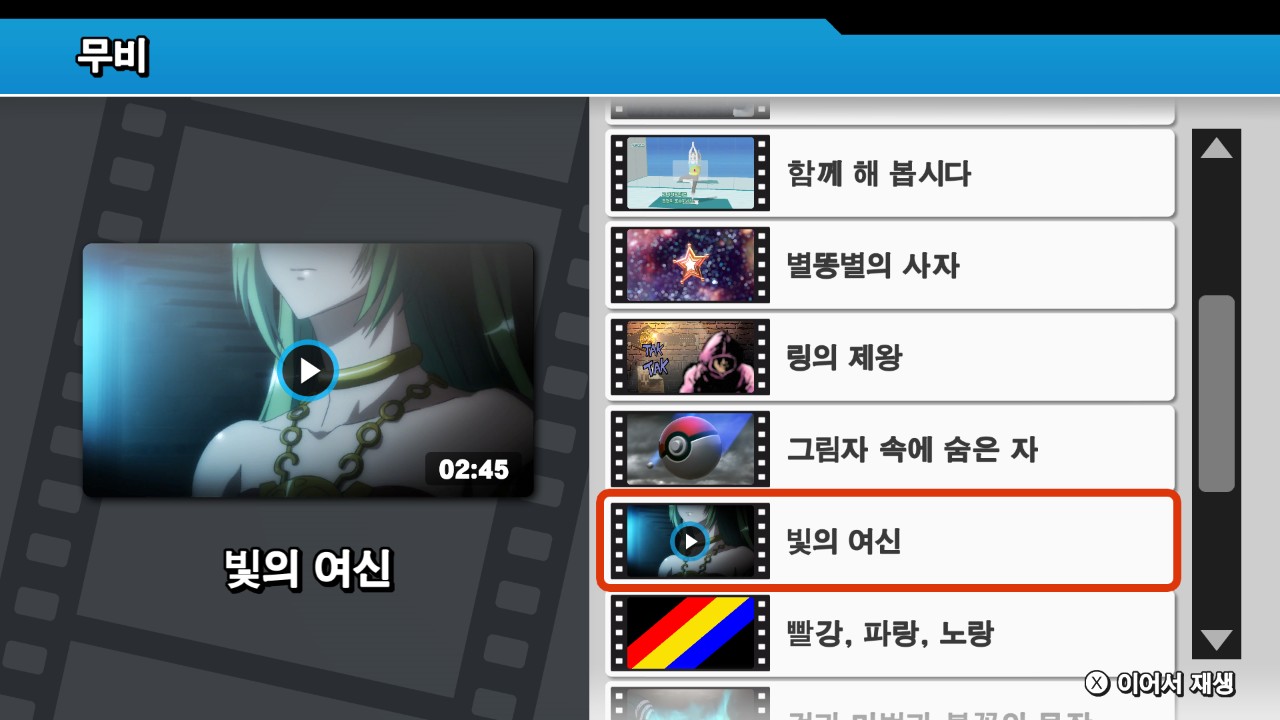 무비
02:45
빛의 여신
함께 해 봅시다
별똥별의 사자
TAK
TAK
링의 제왕
그림자 속에 숨은 자
빛의 여신
빨강, 파랑, 노랑
이어서 재생